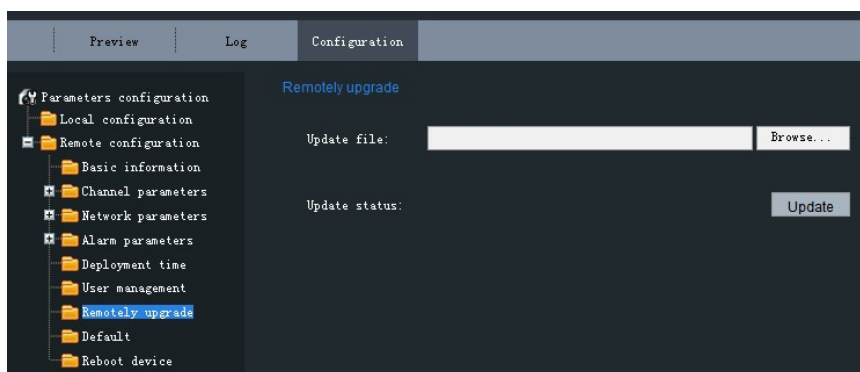 Preview
Log
Configuration
Parameters configuration
Local configuration
Remote configuration
Basic information
Channel parameters
Network parameters
Alarm parameters
Deployment time
User management
Remotely upgrade
Default
Reboot device
Remotely upgrade
Update file:
Browse...
Update status:
Update